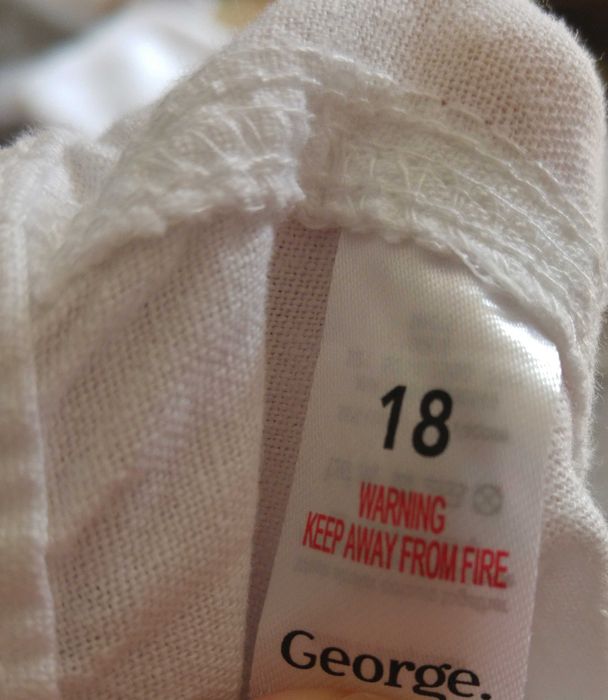 18
WARNING
KEEP AWAY FROM FIRE
George.